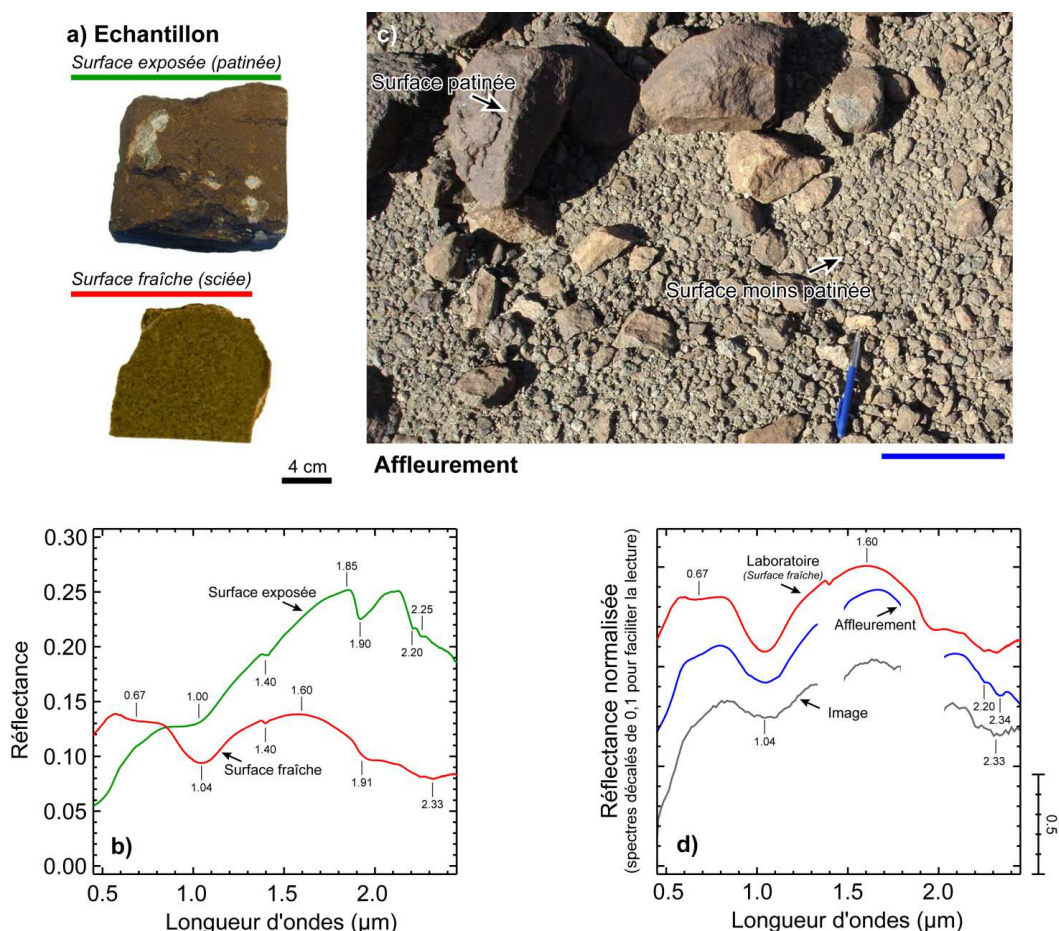 a) Echantillon
Surface exposée (patinée)
Surface fraîche (sciée)
4 cm
c)
Surface patinée
Surface moins patinée
Affleurement
0.30
0.25
0.20
0.15
0.10
0.05
0.00
Réflectance
1.85
Surface exposée
1.90
2.25
2.20
1.40
0.67
1.00
1.60
1.40
Surface fraîche
1.04
1.91
2.33
b)
0.5 1.0 1.5 2.0
Longueur d'ondes (µm)
Réflectance normalisée
(spectres décalés de 0,1 pour faciliter la lecture)
0.67
Laboratoire
(Surface fraîche)
1.60
Affleurement
Image
1.04
2.20
2.34
2.33
0.5
d)
0.5 1.0 1.5 2.0
Longueur d'ondes (µm)